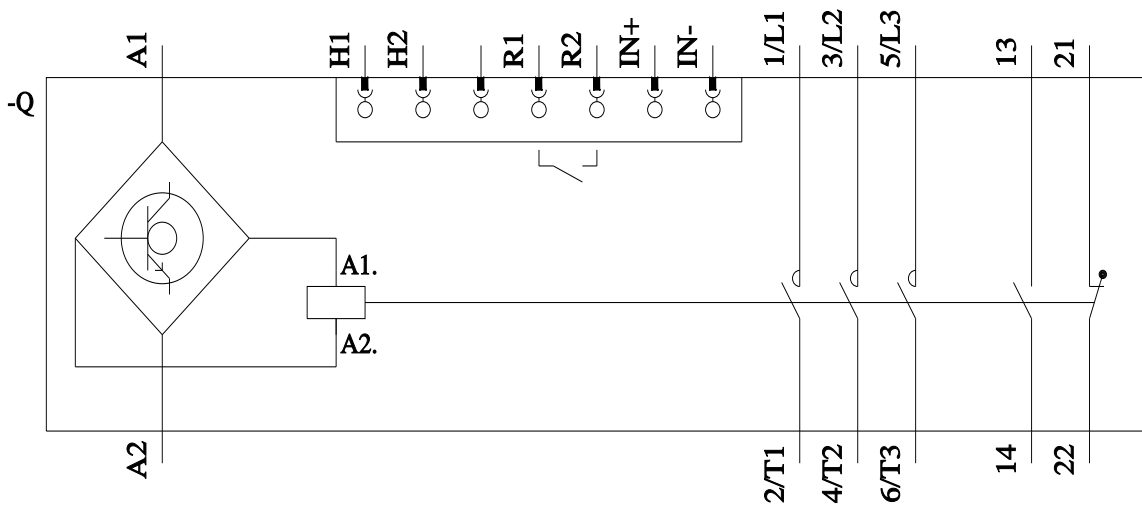 A1
H1
H2
R1
R2
IN+
IN-
1/L1
3/L2
5/L3
13
21
-Q
A1.
A2.
A2
2/T1
4/T2
6/T3
14
22